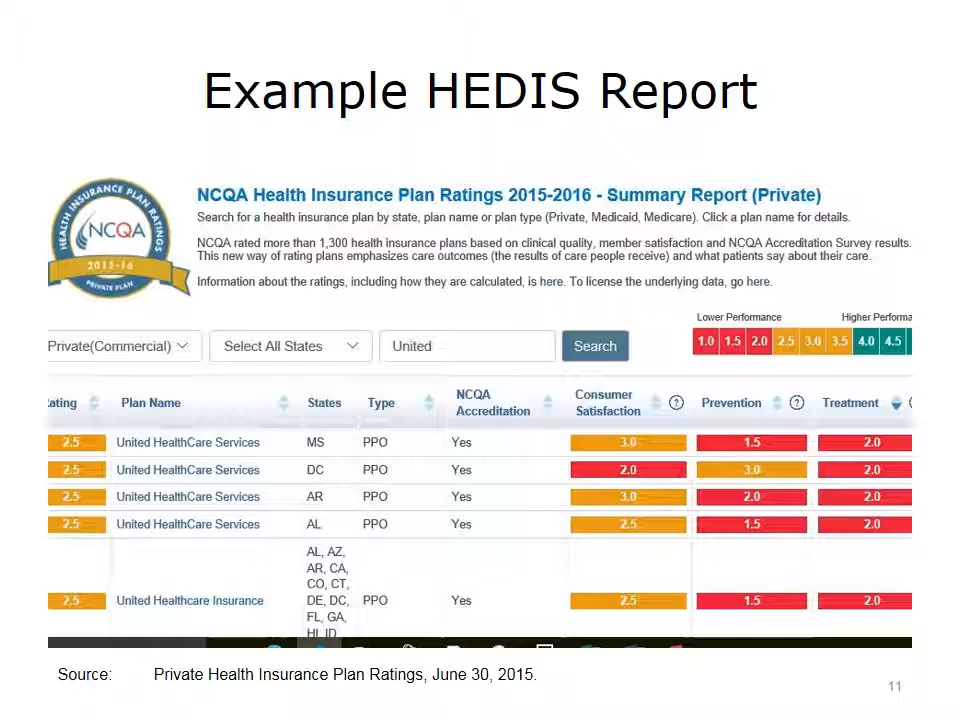 Example HEDIS Report
HEALTH INSURANCE PLAN RATINGS
NCQA
2015-16
PRIVATE PLAN
NCQA Health Insurance Plan Ratings 2015-2016 - Summary Report (Private)
Search for a health insurance plan by state, plan name or plan type (Private, Medicaid, Medicare). Click a plan name for details.
NCQA rated more than 1,300 health insurance plans based on clinical quality, member satisfaction and NCQA Accreditation Survey results.
This new way of rating plans emphasizes care outcomes (the results of care people receive) and what patients say about their care.
Information about the ratings, including how they are calculated, is here. To license the underlying data, go here.
Lower Performance Higher Performa
1.0 1.5 2.0 2.5 3.0 3.5 4.0 4.5
Private(Commercial) Select All States United Search
ating Plan Name States Type NCQA Accreditation Consumer Satisfaction ? Prevention ? Treatment
2.5 United HealthCare Services MS PPO Yes 3.0 1.5 2.0
2.5 United HealthCare Services DC PPO Yes 2.0 3.0 2.0
2.5 United HealthCare Services AR PPO Yes 3.0 2.0 2.0
2.5 United HealthCare Services AL PPO Yes 2.5 1.5 2.0
AL, AZ,
AR, CA,
CO, CT,
2.5 United Healthcare Insurance DE, DC, PPO Yes 2.5 1.5 2.0
FL, GA,
HI, ID
Source: Private Health Insurance Plan Ratings, June 30, 2015.
11